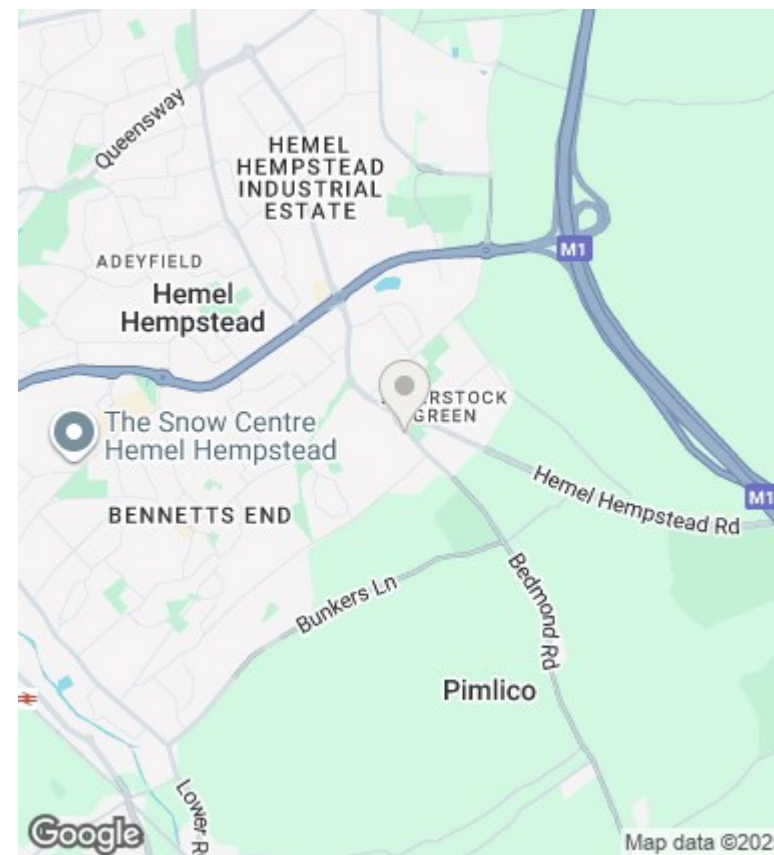 Queensway
HEMEL
HEMPSTEAD
INDUSTRIAL
ESTATE
M1
ADEYFIELD
Hemel
Hempstead
ERSTOCK
GREEN
The Snow Centre
Hemel Hempstead
Hemel Hempstead Rd
M1
BENNETTS END
Bunkers Ln
Bedmond Rd
Pimlico
Lower R
Google
Map data ©202